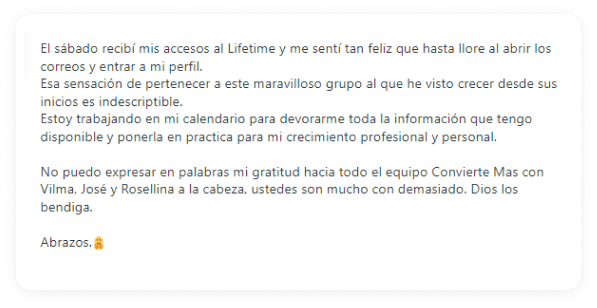 El sábado recibí mis accesos al Lifetime y me sentí tan feliz que hasta llore al abrir los
correos y entrar a mi perfil.
Esa sensación de pertenecer a este maravilloso grupo al que he visto crecer desde sus
inicios es indescriptible.
Estoy trabajando en mi calendario para devorarme toda la información que tengo
disponible y ponerla en practica para mi crecimiento profesional y personal.
No puedo expresar en palabras mi gratitud hacia todo el equipo Convierte Mas con
Vilma, José y Rosellina a la cabeza, ustedes son mucho con demasiado. Dios los
bendiga.
Abrazos.